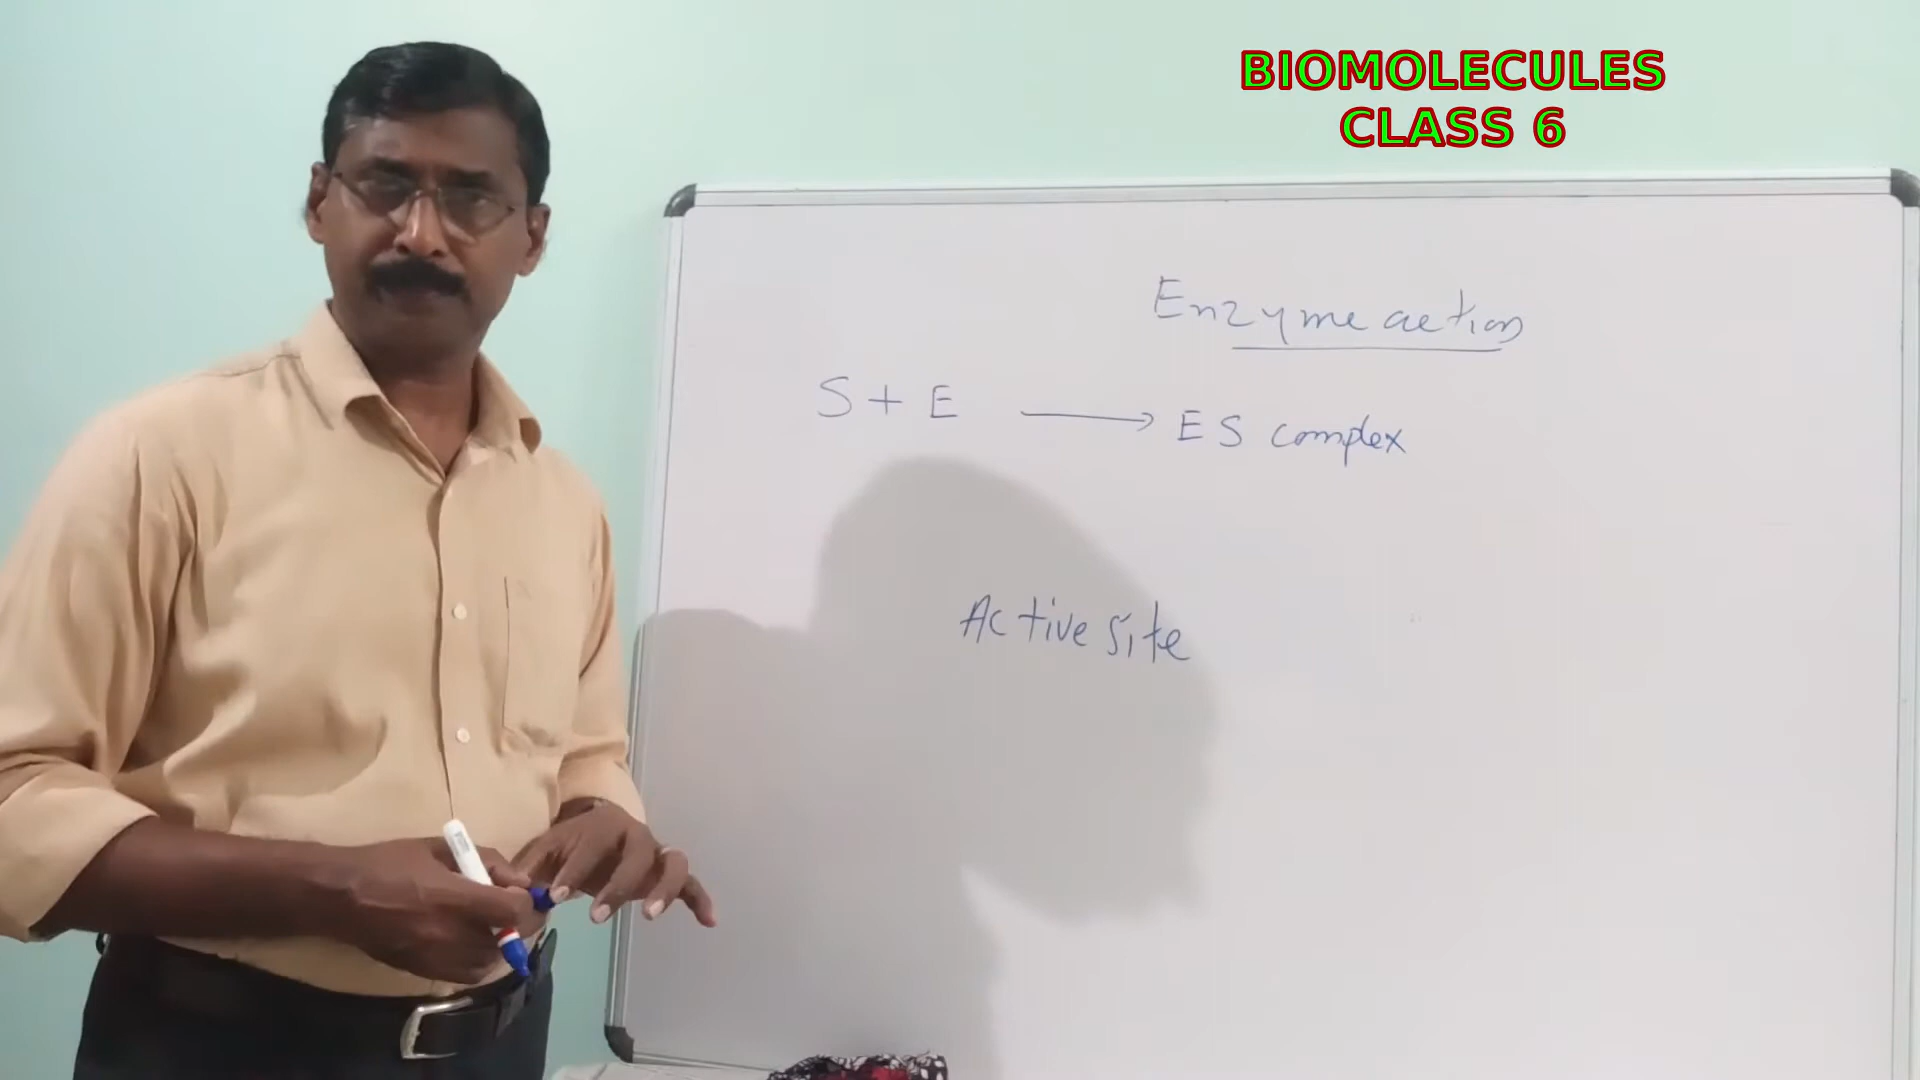 BIOMOLECULES
CLASS 6
Enzyme action
S + E → ES complex
Active site